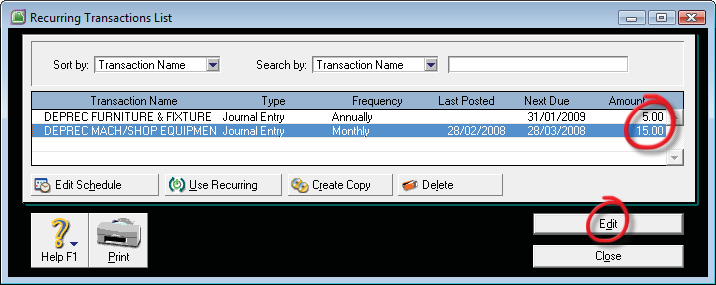 Recurring Transactions List
Sort by: Transaction Name Search by: Transaction Name
Transaction Name Type Frequency Last Posted Next Due Amount
DEPREC FURNITURE & FIXTURE Journal Entry Annually 31/01/2009 5.00
DEPREC MACH/SHOP EQUIPMEN Journal Entry Monthly 28/02/2008 28/03/2008 15.00
Edit Schedule Use Recurring Create Copy Delete
Edit
Help F1 Print
Close